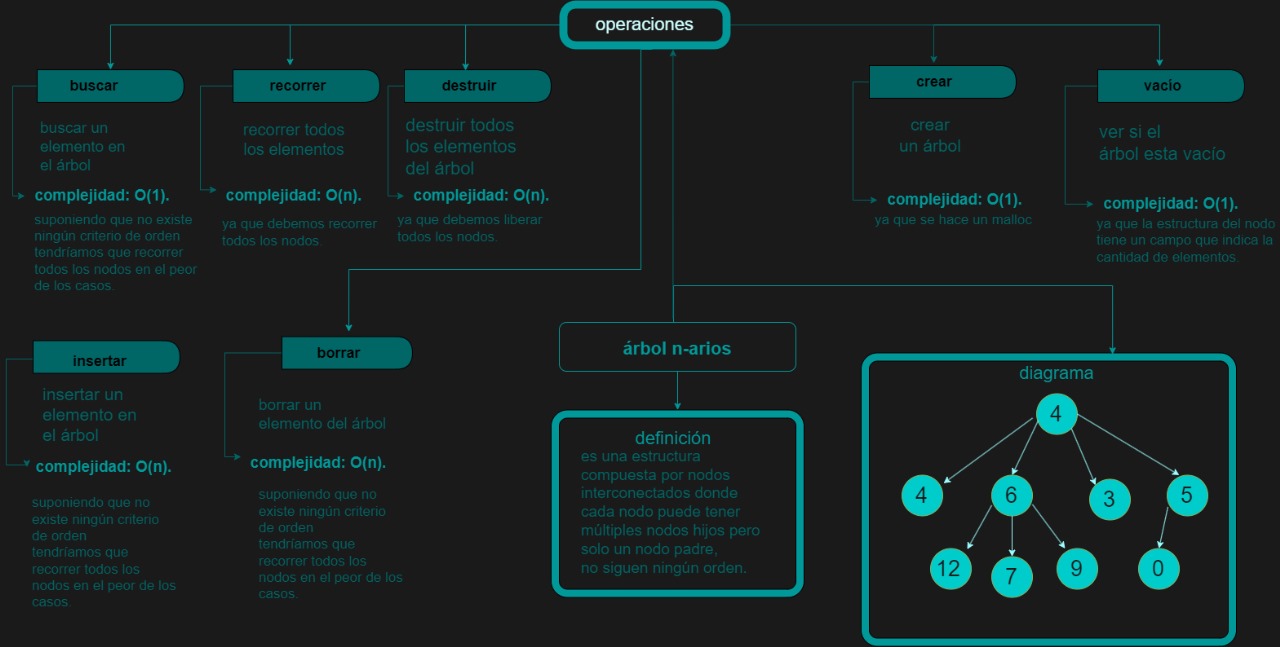 operaciones
buscar
buscar un
elemento en
el árbol
complejidad: O(1).
suponiendo que no existe
ningún criterio de orden
tendríamos que recorrer
todos los nodos en el peor
de los casos.
recorrer
recorrer todos
los elementos
complejidad: O(n).
ya que debemos recorrer
todos los nodos.
destruir
destruir todos
los elementos
del árbol
complejidad: O(n).
ya que debemos liberar
todos los nodos.
crear
crear
un árbol
complejidad: O(1).
ya que se hace un malloc
vacío
ver si el
árbol esta vacío
complejidad: O(1).
ya que la estructura del nodo
tiene un campo que indica la
cantidad de elementos.
insertar
insertar un
elemento en
el árbol
complejidad: O(n).
suponiendo que no
existe ningún criterio
de orden
tendríamos que
recorrer todos los
nodos en el peor de los
casos.
borrar
borrar un
elemento del árbol
complejidad: O(n).
suponiendo que no
existe ningún criterio
de orden
tendríamos que
recorrer todos los
nodos en el peor de los
casos.
árbol n-arios
definición
es una estructura
compuesta por nodos
interconectados donde
cada nodo puede tener
múltiples nodos hijos pero
solo un nodo padre,
no siguen ningún orden.
diagrama
4
4
6
3
5
12
7
9
0